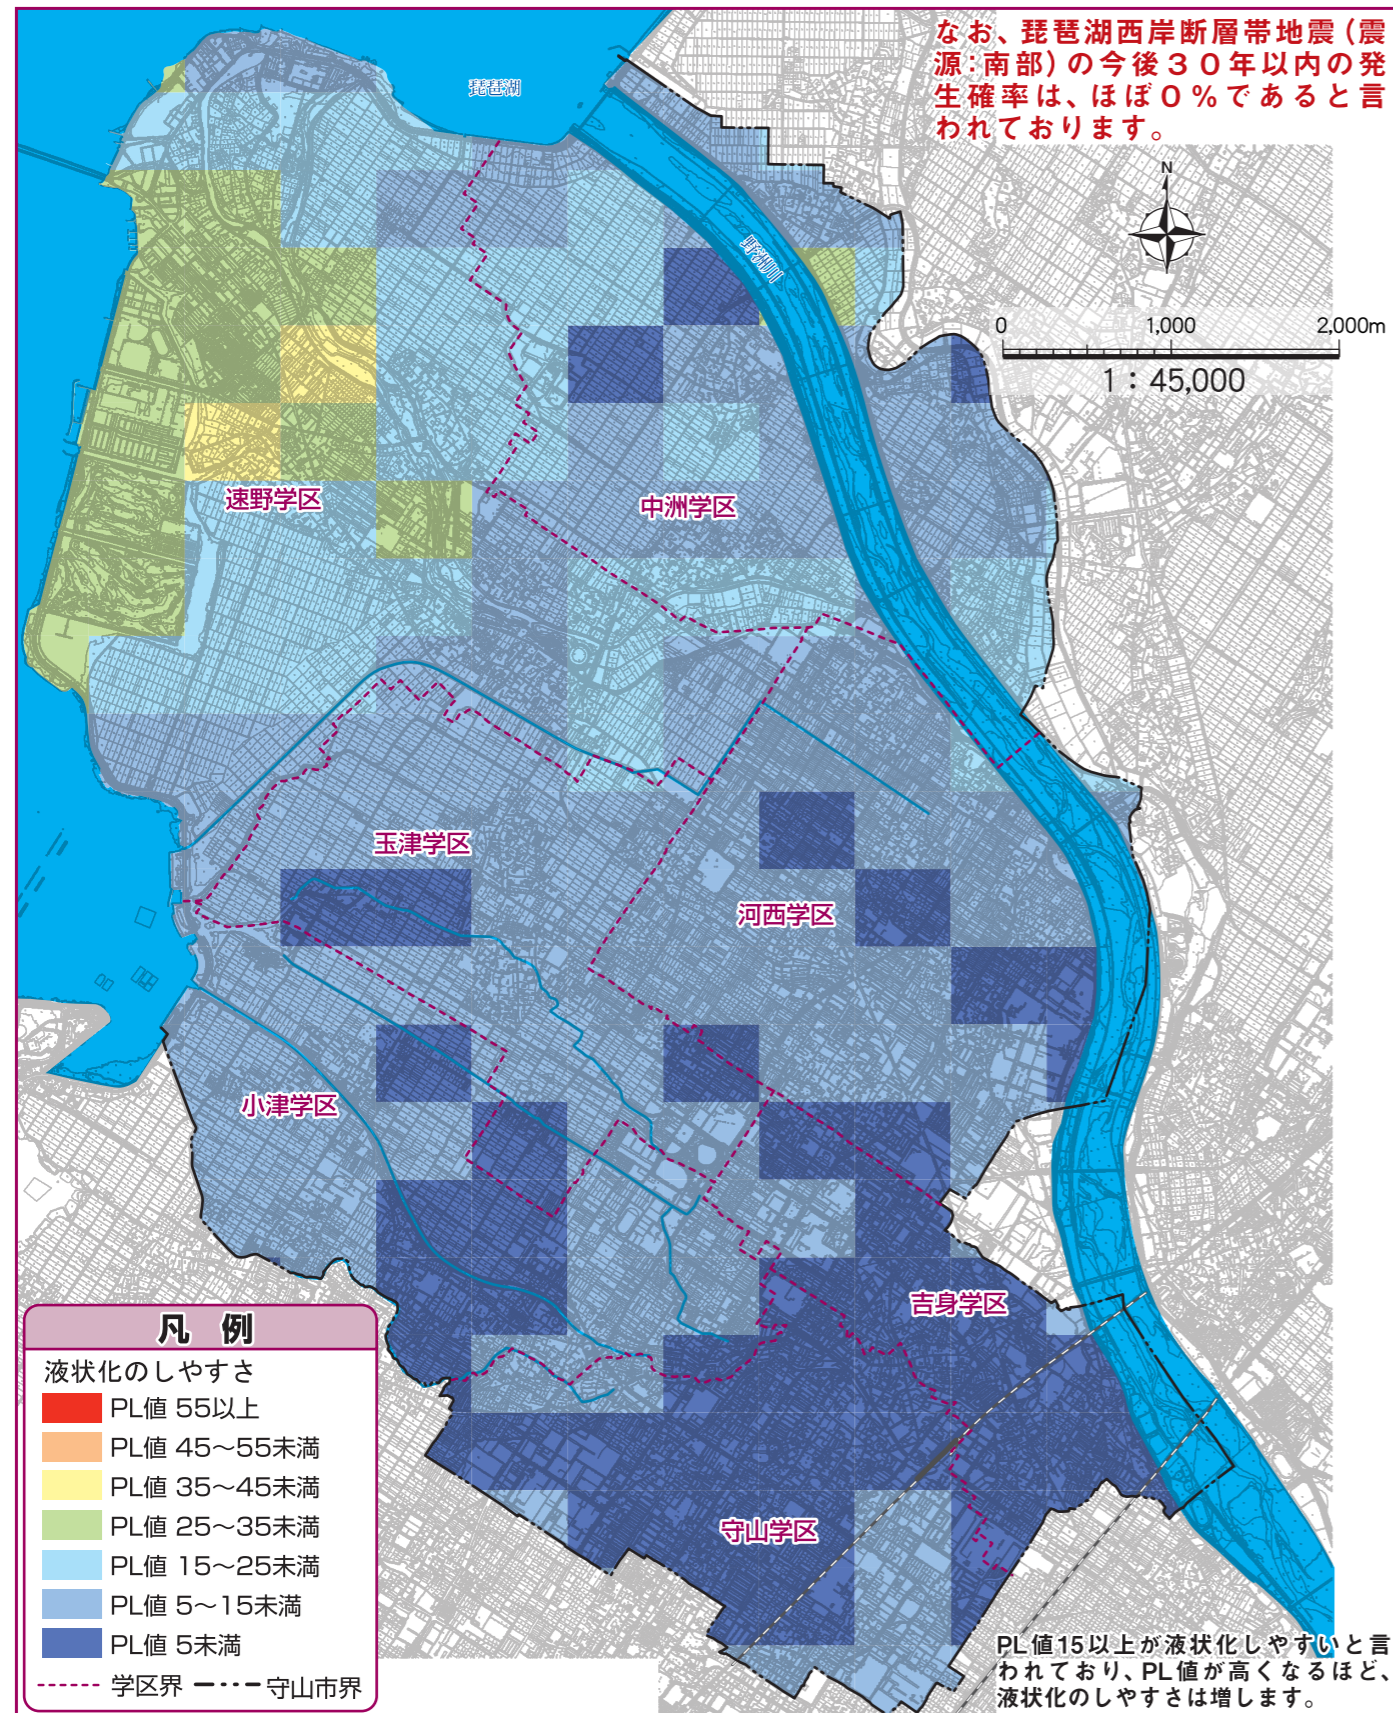 なお、琵琶湖西岸断層帯地震(震
源:南部)の今後30年以内の発
生確率は、ほぼ0%であると言
われております。
琵琶湖
N
野洲川
0 1,000 2,000m
1:45,000
速野学区
中洲学区
玉津学区
河西学区
小津学区
吉身学区
守山学区
凡 例
液状化のしやすさ
PL値 55以上
PL値 45~55未満
PL値 35~45未満
PL値 25~35未満
PL値 15~25未満
PL値 5~15未満
PL値 5未満
学区界 守山市界
PL値15以上が液状化しやすいと言
われており、PL値が高くなるほど、
液状化のしやすさは増します。